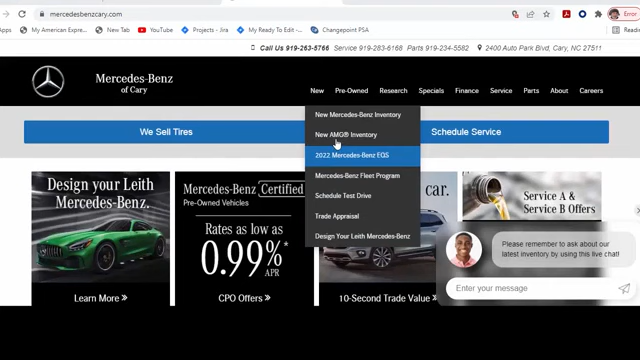 mercedesbenzcary.com
Error
Apps
My American Expre...
New Tab
YouTube
Projects - Jira
My Ready To Edit -...
Changepoint PSA
Call Us 919-263-5766 Service 919-283-6168 Parts 919-234-5582 2400 Auto Park Blvd, Cary, NC 27511
Mercedes-Benz
of Cary
New Pre-Owned Research Specials Finance Service Parts About Careers
New Mercedes-Benz Inventory
New AMG® Inventory
2022 Mercedes-Benz EQS
Mercedes-Benz Fleet Program
Schedule Test Drive
Trade Appraisal
Design Your Leith Mercedes-Benz
We Sell Tires
Schedule Service
Design your Leith
Mercedes-Benz.
Learn More »
Mercedes-Benz Certified
Pre-Owned Vehicles
Rates as low as
0.99%*
APR
CPO Offers »
car.
10-Second Trade Value »
Service A &
Service B Offers
Please remember to ask about our
latest inventory by using this live chat!
Enter your message